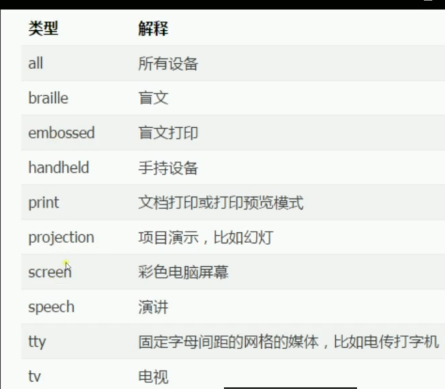 类型 解释
all 所有设备
braille 盲文
embossed 盲文打印
handheld 手持设备
print 文档打印或打印预览模式
projection 项目演示，比如幻灯
screen 彩色电脑屏幕
speech 演讲
tty 固定字母间距的网格的媒体，比如电传打字机
tv 电视